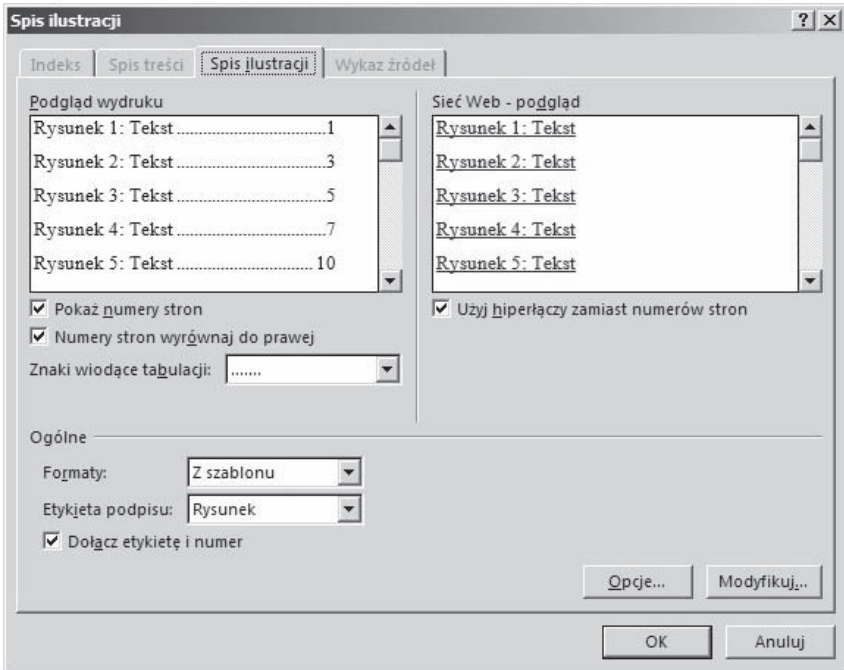 Spis ilustracji
Indeks
Spis treści
Spis ilustracji
Wykaz źródeł
Podgląd wydruku
Rysunek 1: Tekst ..................................1
Rysunek 2: Tekst ..................................3
Rysunek 3: Tekst ..................................5
Rysunek 4: Tekst ..................................7
Rysunek 5: Tekst ............................... 10
Pokaż numery stron
Numery stron wyrównaj do prawej
Znaki wiodące tabulacji: .......
Sieć Web - podgląd
Rysunek 1: Tekst
Rysunek 2: Tekst
Rysunek 3: Tekst
Rysunek 4: Tekst
Rysunek 5: Tekst
Użyj hiperłączy zamiast numerów stron
Ogólne
Formaty: Z szablonu
Etykieta podpisu: Rysunek
Dołącz etykietę i numer
Opcje... Modyfikuj...
OK Anuluj